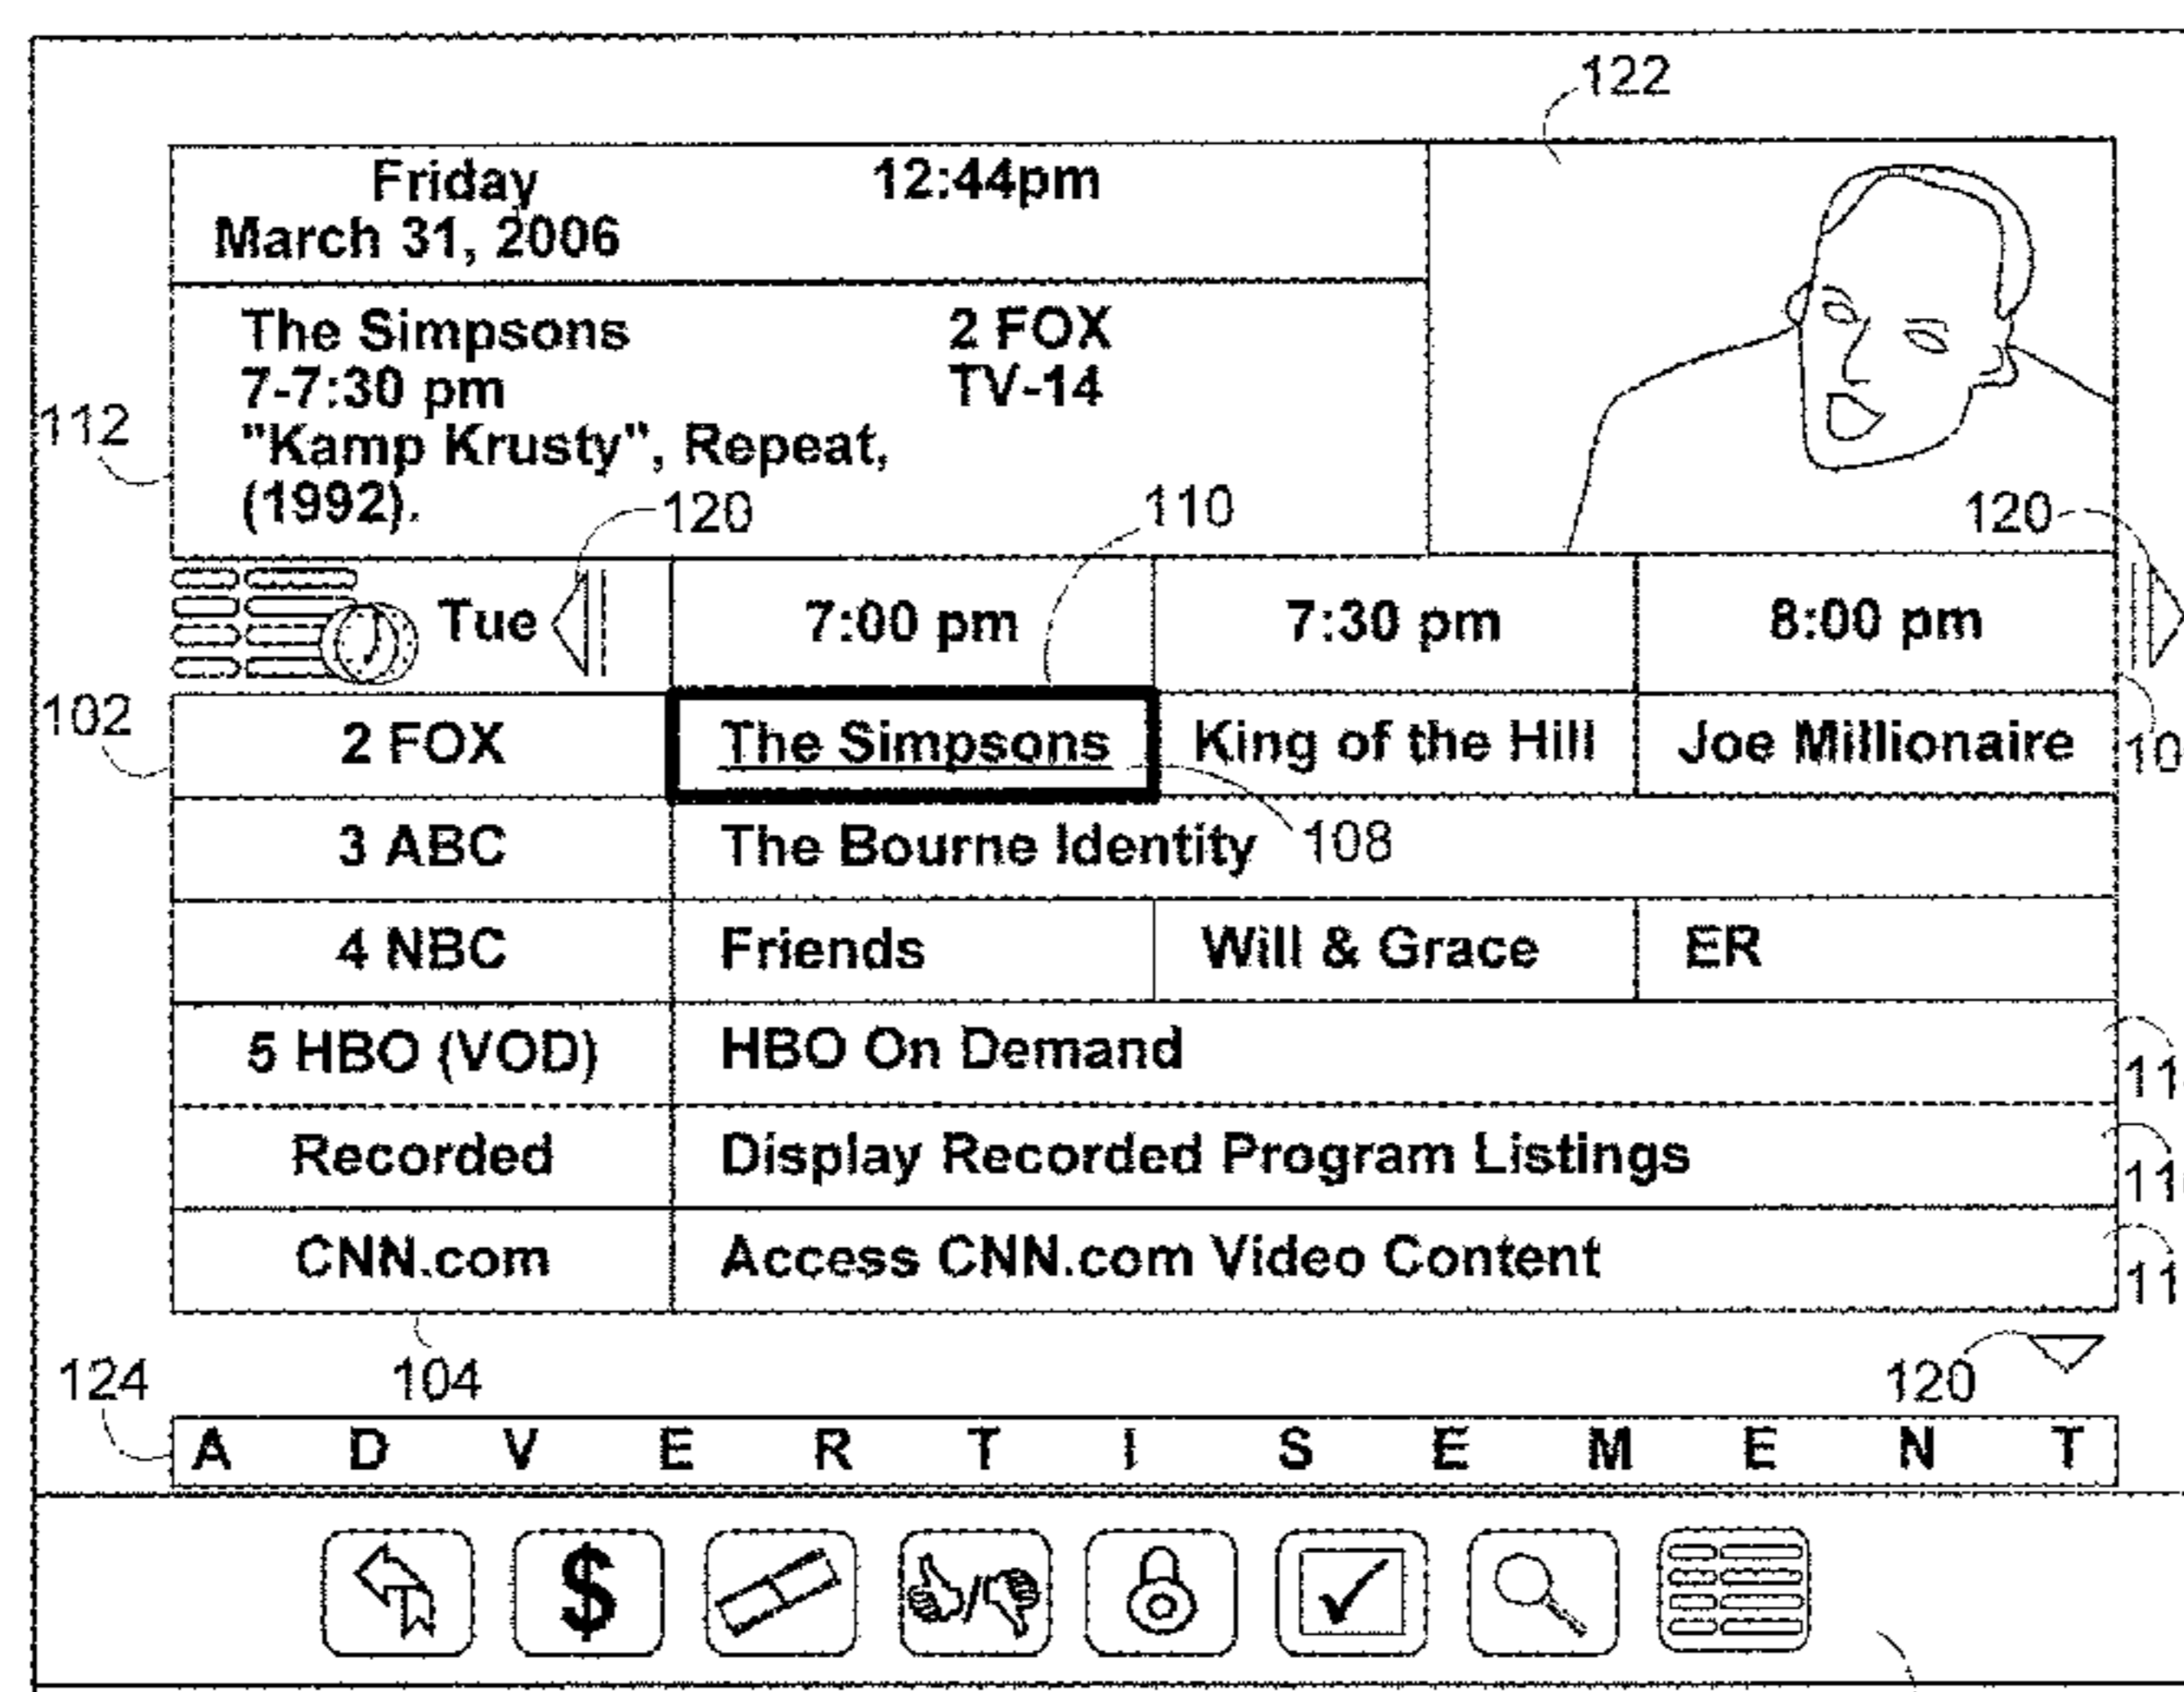 122
Friday 12:44pm
March 31, 2006
The Simpsons 2 FOX
7-7:30 pm TV-14
112
"Kamp Krusty", Repeat,
(1992).
120 110 120
Tue 7:00 pm 7:30 pm 8:00 pm
102
2 FOX The Simpsons King of the Hill Joe Millionaire
3 ABC The Bourne Identity 108
4 NBC Friends Will & Grace ER
5 HBO (VOD) HBO On Demand
Recorded Display Recorded Program Listings
CNN.com Access CNN.com Video Content
124 104 120
A D V E R T I S E M E N T
$